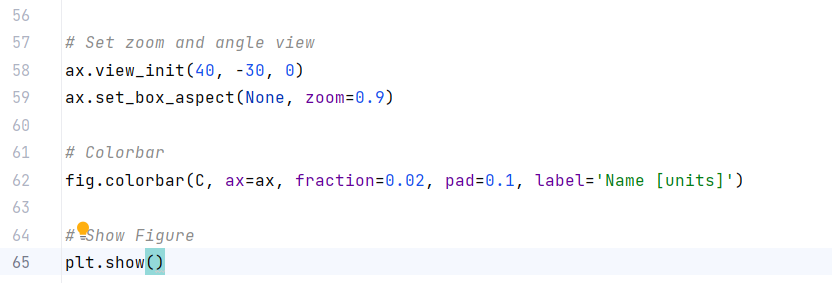 56
57 # Set zoom and angle view
58 ax.view_init(40, -30, 0)
59 ax.set_box_aspect(None, zoom=0.9)
60
61 # Colorbar
62 fig.colorbar(C, ax=ax, fraction=0.02, pad=0.1, label='Name [units]')
63
64 # Show Figure
65 plt.show()